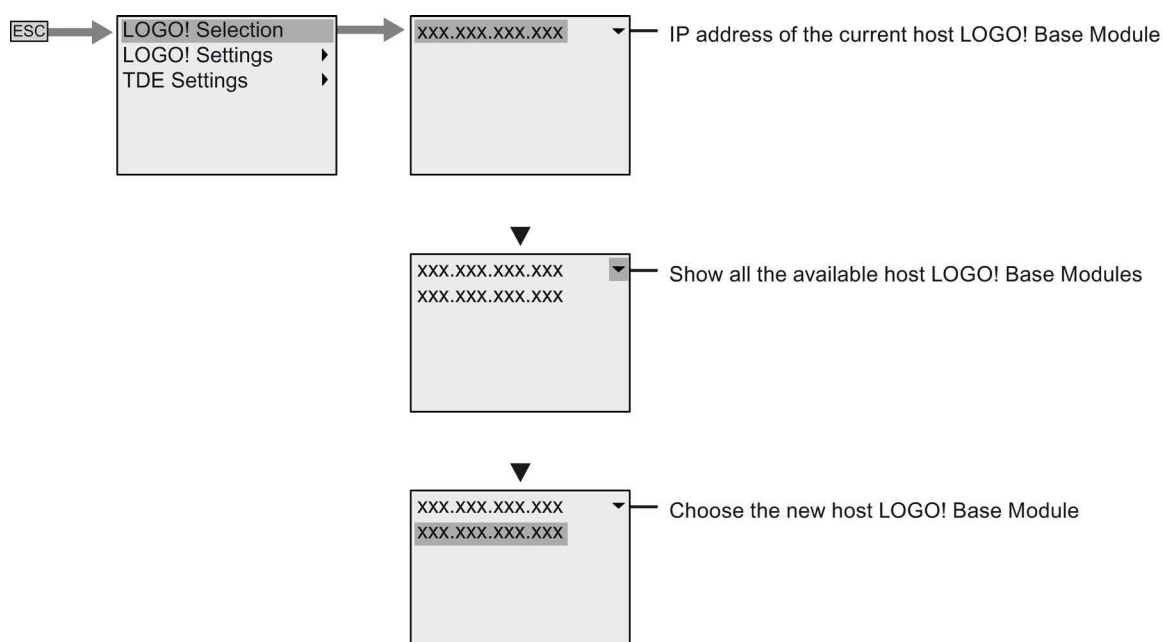 ESC
LOGO! Selection
LOGO! Settings
TDE Settings
xxx.xxx.xxx.xxx
IP address of the current host LOGO! Base Module
xxx.xxx.xxx.xxx
xxx.xxx.xxx.xxx
Show all the available host LOGO! Base Modules
xxx.xxx.xxx.xxx
xxx.xxx.xxx.xxx
Choose the new host LOGO! Base Module